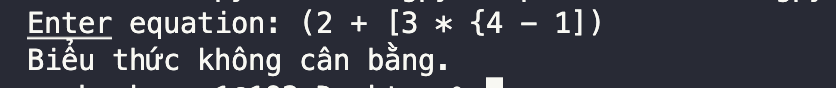 Enter equation: (2 + [3 * {4 - 1])
Biểu thức không cân bằng.